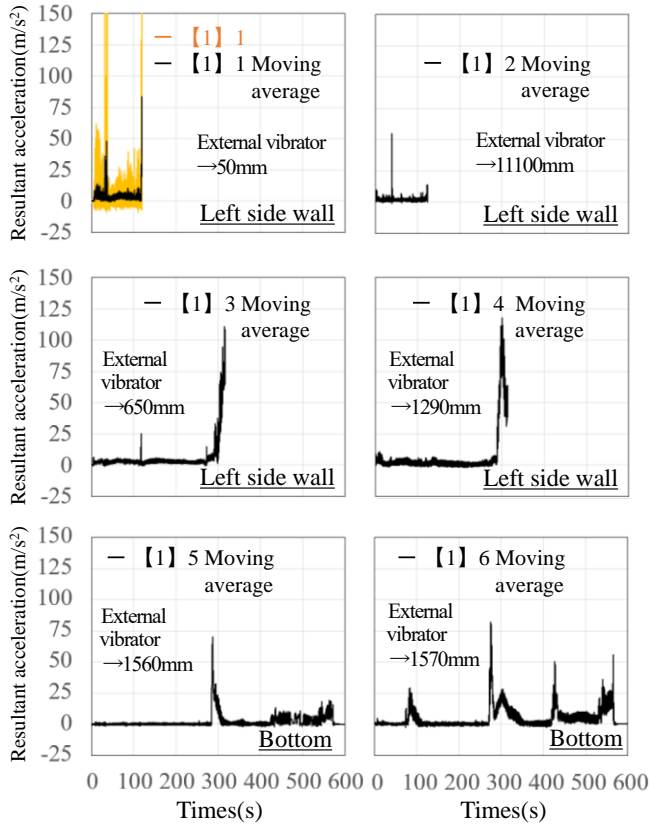 Resultant acceleration(m/s²)
150
125
100
75
50
25
0
-25
【1】1
【1】1 Moving
average
External vibrator
→50mm
Left side wall
【1】2 Moving
average
External vibrator
→11100mm
Left side wall
Resultant acceleration(m/s²)
150
125
100
75
50
25
0
-25
【1】3 Moving
average
External
vibrator
→650mm
Left side wall
【1】4 Moving
average
External
vibrator
→1290mm
Left side wall
Resultant acceleration(m/s²)
150
125
100
75
50
25
0
-25
【1】5 Moving
average
External
vibrator
→1560mm
Bottom
【1】6 Moving
average
External
vibrator
→1570mm
Bottom
0 100 200 300 400 500 600
0 100 200 300 400 500 600
Times(s)
Times(s)